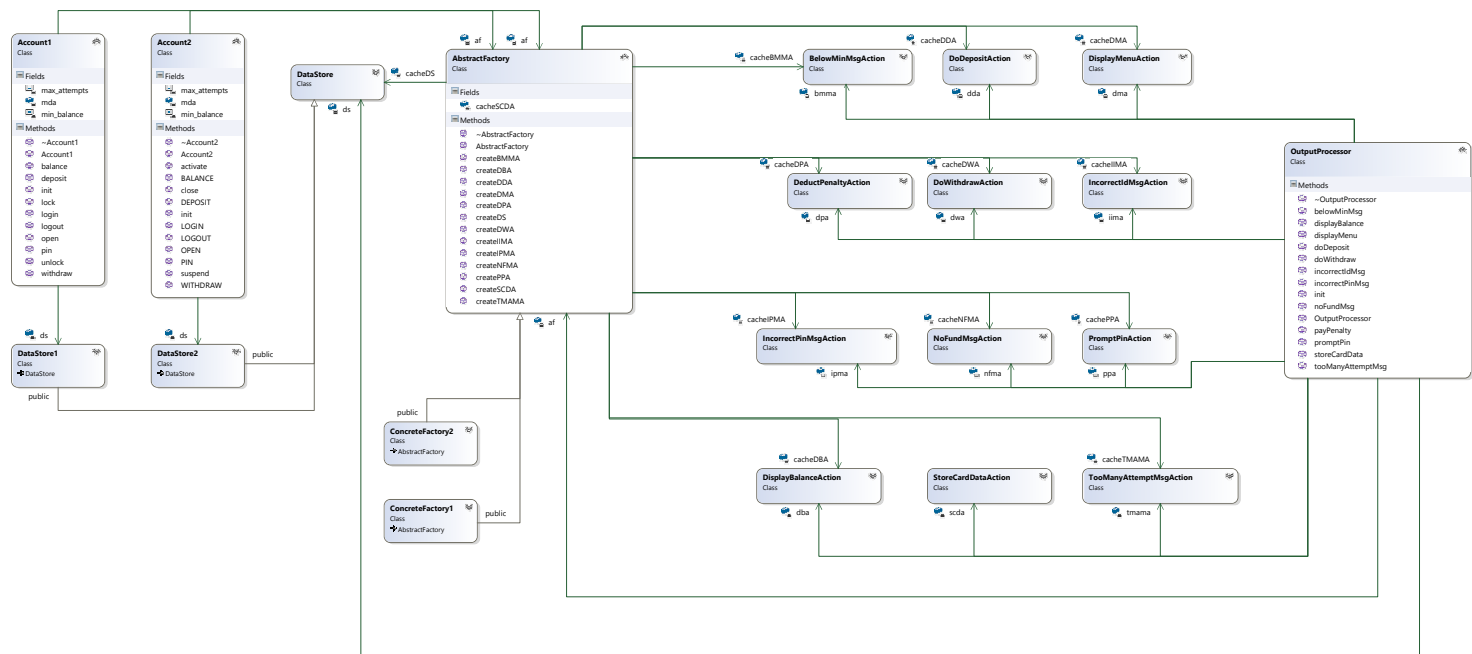 Account1
Class
Fields
max_attempts
mda
min_balance
Methods
~Account1
Account1
balance
deposit
init
lock
login
logout
open
pin
unlock
withdraw
Account2
Class
Fields
max_attempts
mda
min_balance
Methods
~Account2
Account2
activate
BALANCE
close
DEPOSIT
init
LOGIN
LOGOUT
OPEN
PIN
suspend
WITHDRAW
ds
DataStore1
Class
DataStore
public
ds
DataStore2
Class
DataStore
public
DataStore
Class
ds
cacheDS
af
af
AbstractFactory
Class
Fields
cacheSCDA
Methods
~AbstractFactory
AbstractFactory
createBMMA
createDBA
createDDA
createDMA
createDPA
createDS
createDWA
createIIMA
createIPMA
createNFMA
createPPA
createSCDA
createTMAMA
af
public
ConcreteFactory2
Class
AbstractFactory
ConcreteFactory1
Class
AbstractFactory
public
cacheBMMA
BelowMinMsgAction
Class
bmma
cacheDDA
DoDepositAction
Class
dda
cacheDMA
DisplayMenuAction
Class
dma
cacheDPA
DeductPenaltyAction
Class
dpa
cacheDWA
DoWithdrawAction
Class
dwa
cacheIIMA
IncorrectIdMsgAction
Class
iima
cacheIPMA
IncorrectPinMsgAction
Class
ipma
cacheNFMA
NoFundMsgAction
Class
nfma
cachePPA
PromptPinAction
Class
ppa
cacheDBA
DisplayBalanceAction
Class
dba
StoreCardDataAction
Class
scda
cacheTMAMA
TooManyAttemptMsgAction
Class
tmama
OutputProcessor
Class
Methods
~OutputProcessor
belowMinMsg
displayBalance
displayMenu
doDeposit
doWithdraw
incorrectIdMsg
incorrectPinMsg
init
noFundMsg
OutputProcessor
payPenalty
promptPin
storeCardData
tooManyAttemptMsg